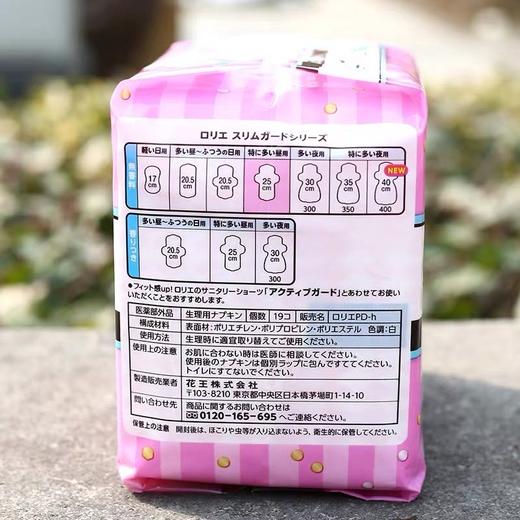 ロリエ スリムガードシリーズ
軽い日用 多い昼〜ふつうの日用 特に多い昼用 多い夜用 特に多い夜用
無香料
17cm 20.5cm 20.5cm 25cm 30cm 35cm 40cm NEW
300 350 400
多い昼〜ふつうの日用 特に多い昼用 多い夜用
香りつき
20.5cm 25cm 30cm
300
●フィット感up! ロリエのサニタリーショーツ「アクティブガード」とあわせてお使い
いただくことをおすすめします。
医薬部外品 生理用ナプキン 個数 19コ 販売名 ロリエPD-h
構成材料 表面材:ポリエチレン・ポリプロピレン・ポリエステル 色調:白
使用方法 生理時に適宜取り替えてご使用ください。
使用上の注意 お肌に合わない時は医師に相談してください。
使用後のナプキンは個別ラップに包んですててください。
トイレにすてないでください。
製造販売業者 花王株式会社
〒103-8210 東京都中央区日本橋茅場町1-14-10
問い合わせ先 商品に関するお問い合わせは
0120-165-695 へご連絡ください。
保管上の注意 開封後は、ほこりや虫等が入り込まないよう、衛生的に保管してください。